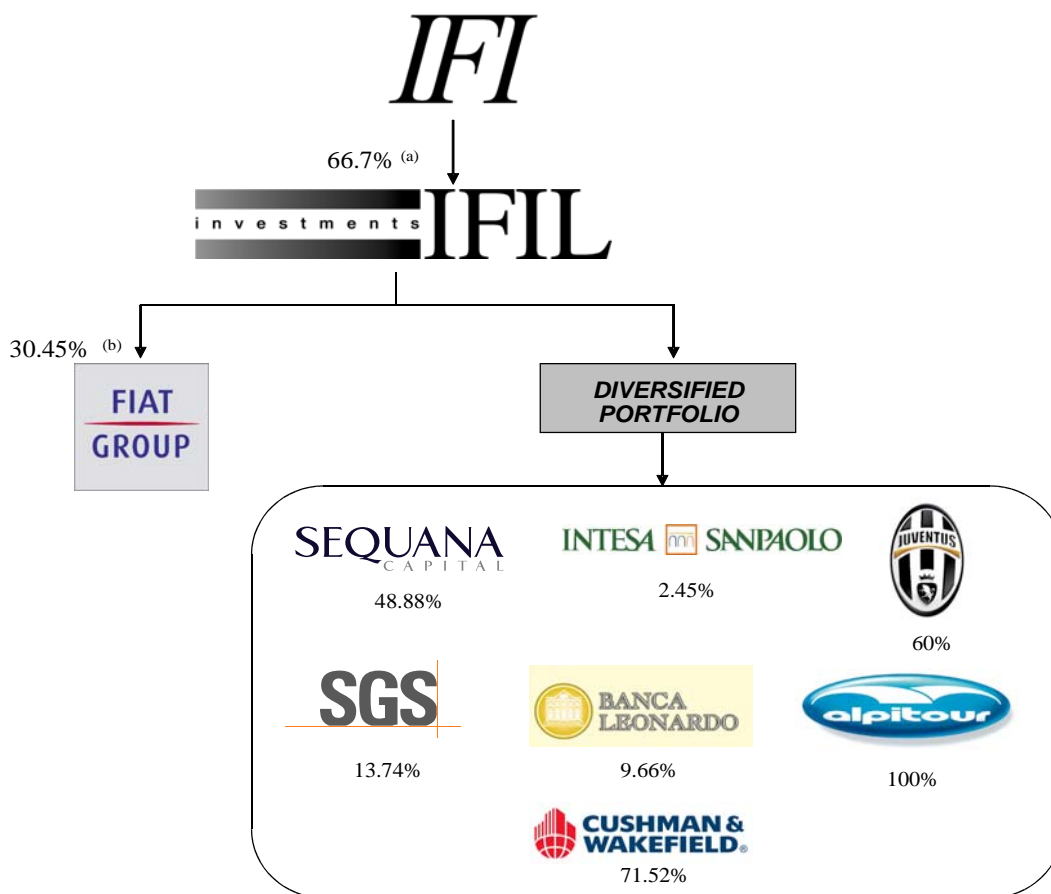 IFI
66.7% (a)
investments IFIL
30.45% (b)
FIAT
GROUP
DIVERSIFIED
PORTFOLIO
SEQUANA
CAPITAL
48.88%
INTESA SANPAOLO
2.45%
JUVENTUS
60%
SGS
13.74%
BANCA
LEONARDO
9.66%
alpitour
100%
CUSHMAN &
WAKEFIELD®
71.52%